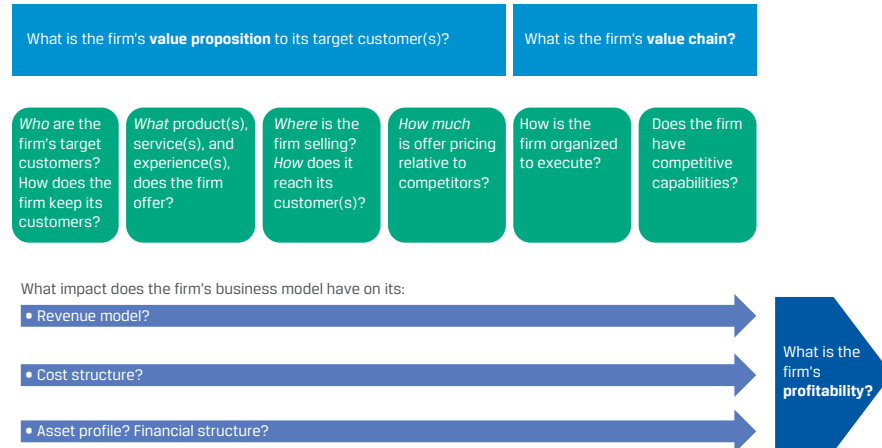 What is the firm's value proposition to its target customer(s)?
What is the firm's value chain?
Who are the
firm's target
customers?
How does the
firm keep its
customers?
What product(s),
service(s), and
experience(s),
does the firm
offer?
Where is the
firm selling?
How does it
reach its
customer(s)?
How much
is offer pricing
relative to
competitors?
How is the
firm organized
to execute?
Does the firm
have
competitive
capabilities?
What impact does the firm's business model have on its:
• Revenue model?
• Cost structure?
• Asset profile? Financial structure?
What is the
firm's
profitability?